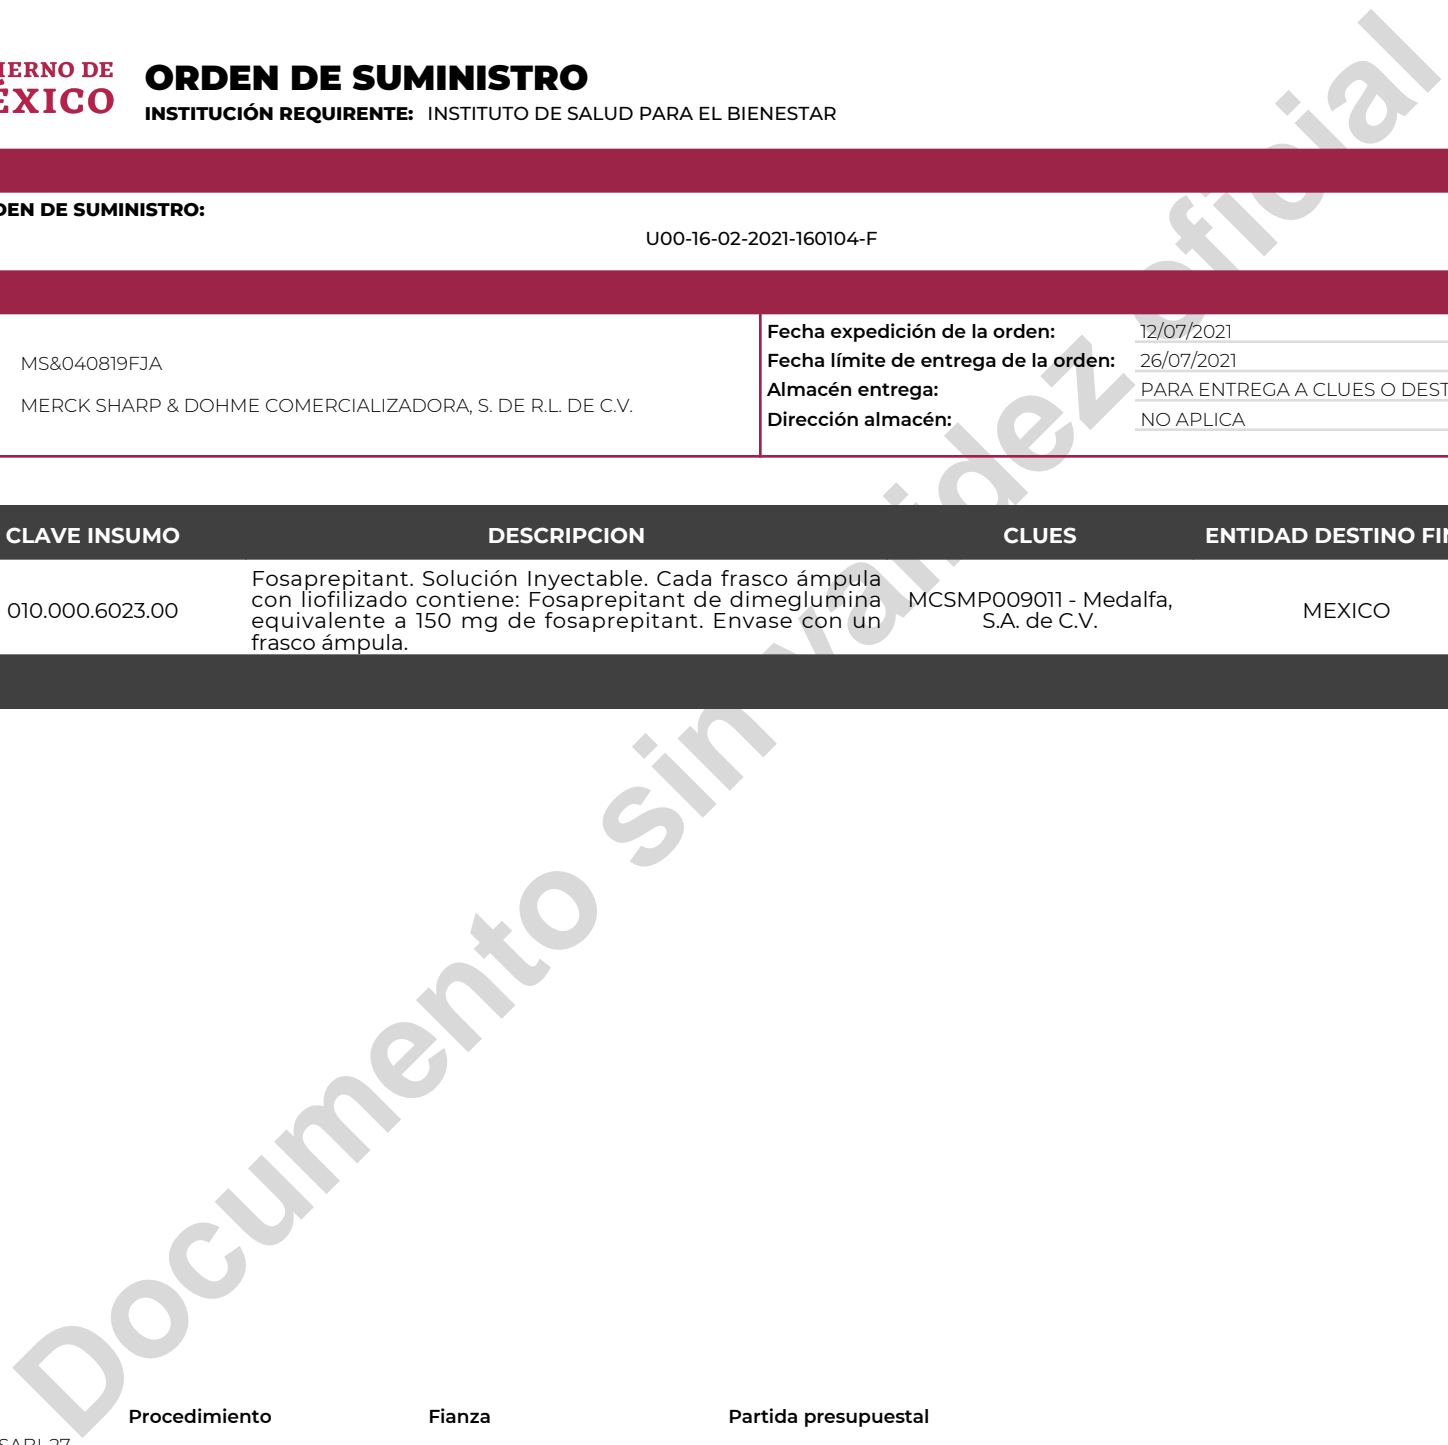 IERNO DE
ÉXICO
ORDEN DE SUMINISTRO
INSTITUCIÓN REQUIRENTE: INSTITUTO DE SALUD PARA EL BIENESTAR
DEN DE SUMINISTRO:
U00-16-02-2021-160104-F
MS&040819FJA
MERCK SHARP & DOHME COMERCIALIZADORA, S. DE R.L. DE C.V.
Fecha expedición de la orden: 12/07/2021
Fecha límite de entrega de la orden: 26/07/2021
Almacén entrega: PARA ENTREGA A CLUES O DEST
Dirección almacén: NO APLICA
CLAVE INSUMO DESCRIPCION CLUES ENTIDAD DESTINO FIN
010.000.6023.00
Fosaprepitant. Solución Inyectable. Cada frasco ámpula
con liofilizado contiene: Fosaprepitant de dimeglumina
equivalente a 150 mg de fosaprepitant. Envase con un
frasco ámpula.
MCSMP009011 - Medalfa,
S.A. de C.V.
MEXICO
Documento sin validez oficial
Procedimiento Fianza Partida presupuestal